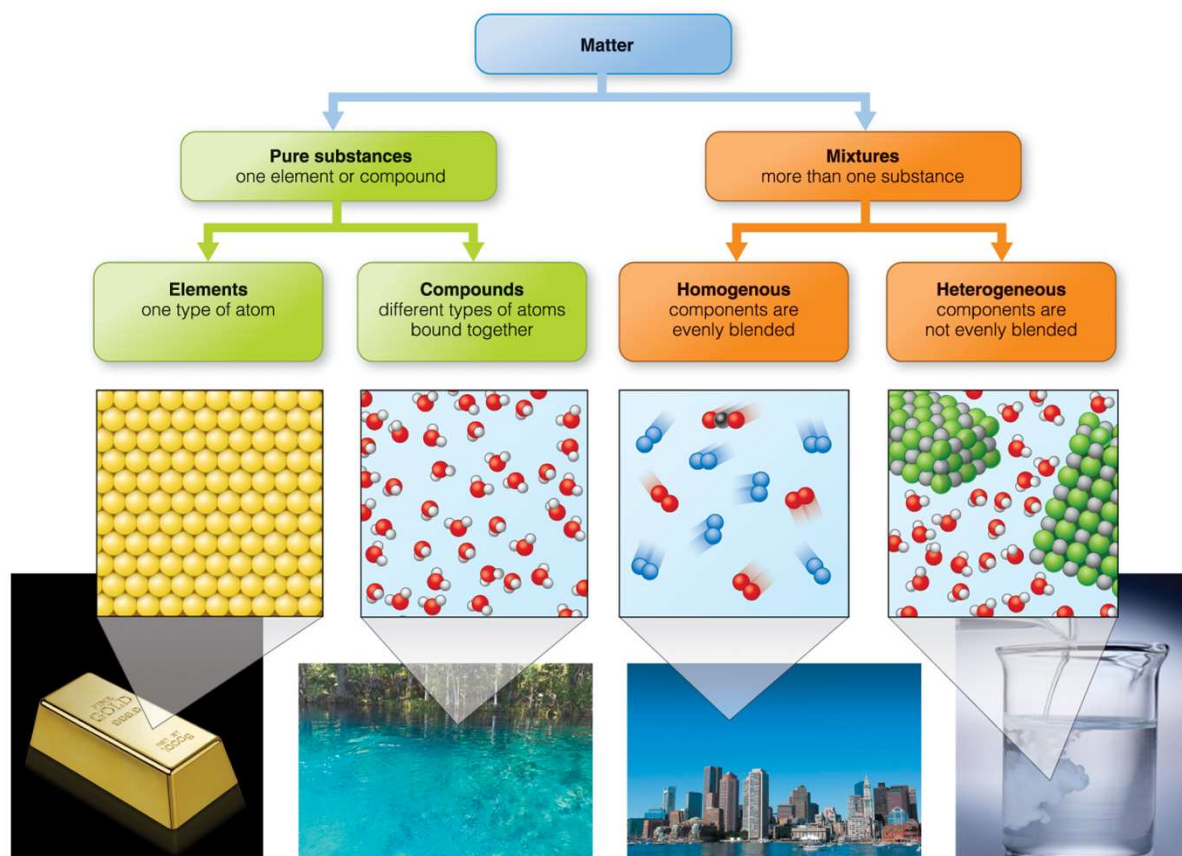 Matter
Pure substances
one element or compound
Mixtures
more than one substance
Elements
one type of atom
Compounds
different types of atoms
bound together
Homogenous
components are
evenly blended
Heterogeneous
components are
not evenly blended
GOLD